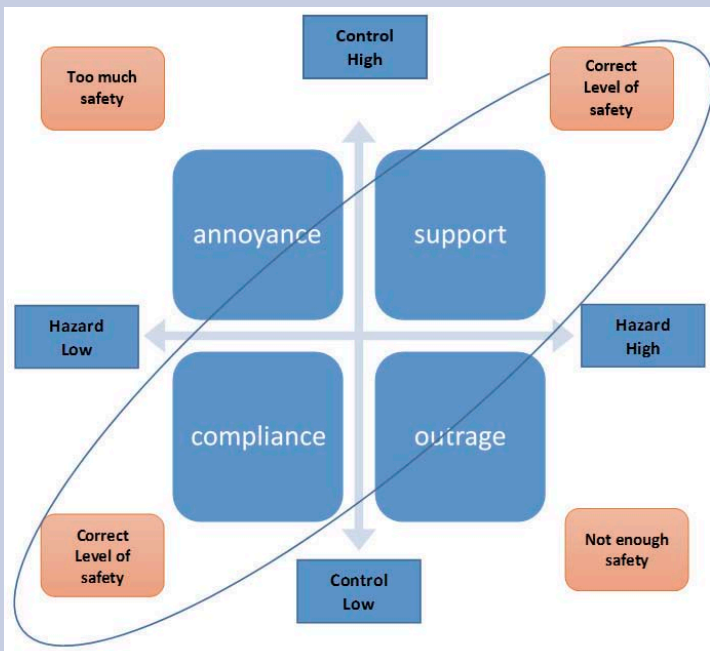 Control
High
Too much
safety
Correct
Level of
safety
annoyance
support
Hazard
Low
Hazard
High
compliance
outrage
Correct
Level of
safety
Not enough
safety
Control
Low